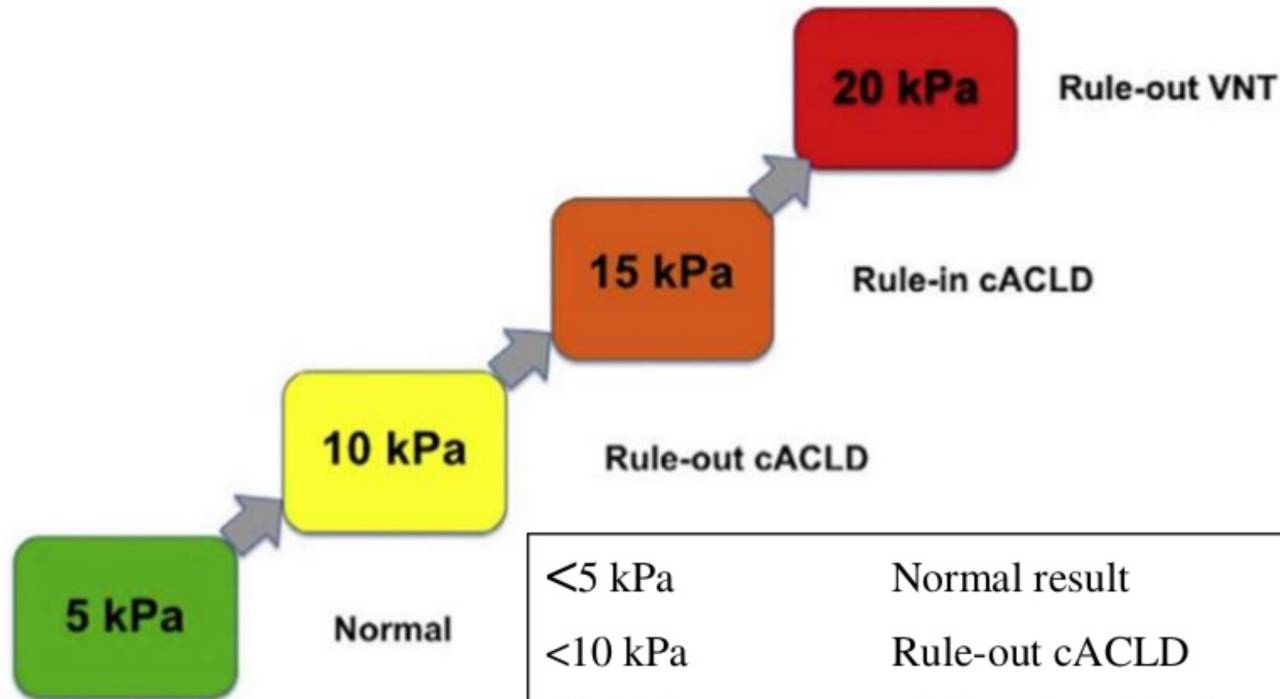 20 kPa Rule-out VNT
15 kPa Rule-in cACLD
10 kPa Rule-out cACLD
5 kPa Normal
<5 kPa Normal result
<10 kPa Rule-out cACLD